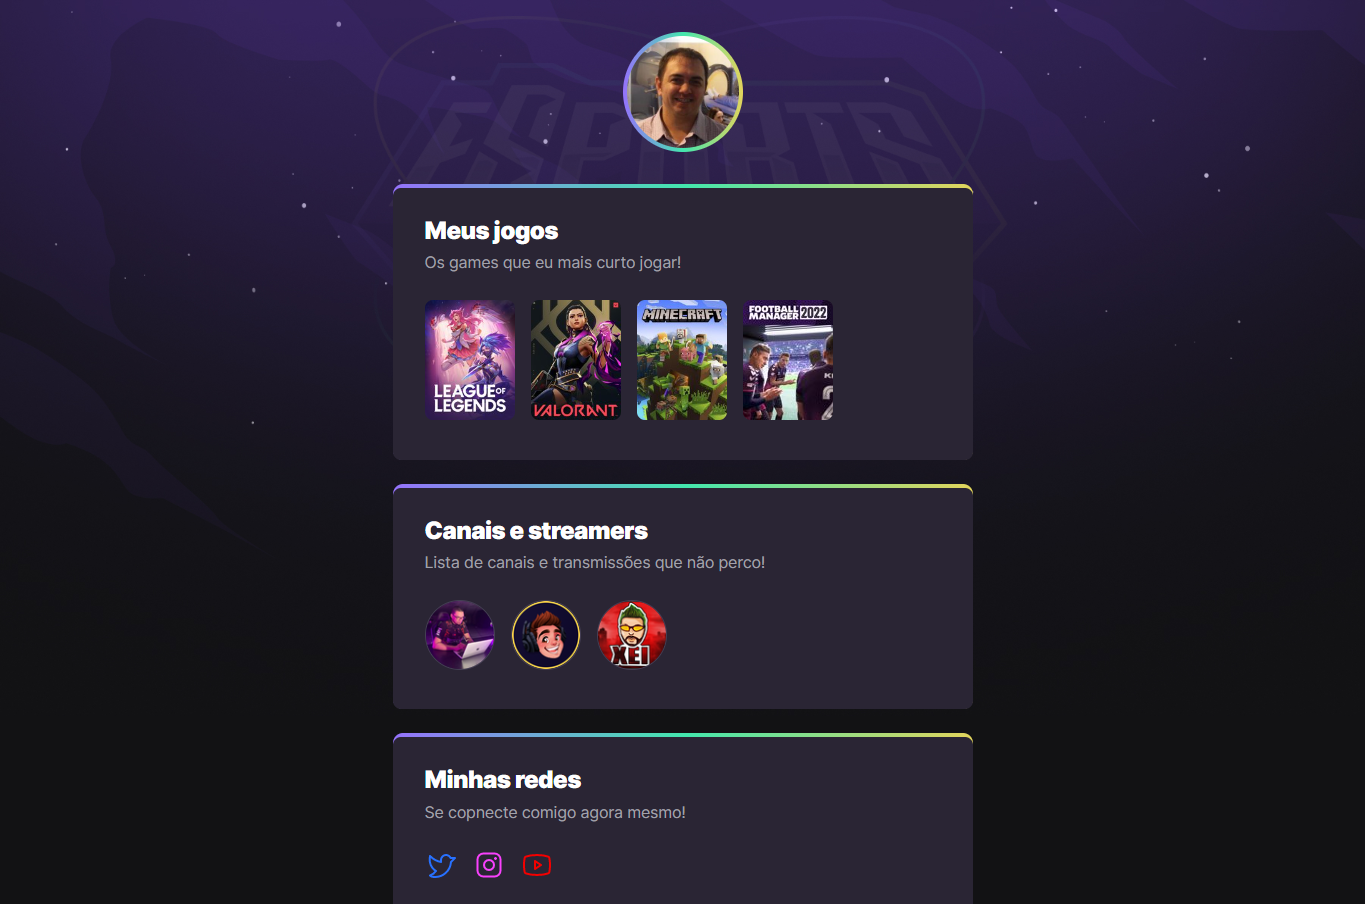 ESPORTS
Meus jogos
Os games que eu mais curto jogar!
LEAGUE OF
LEGENDS
VALORANT
MINECRAFT
FOOTBALL
MANAGER 2022
Canais e streamers
Lista de canais e transmissões que não perco!
XEI
Minhas redes
Se copnecte comigo agora mesmo!